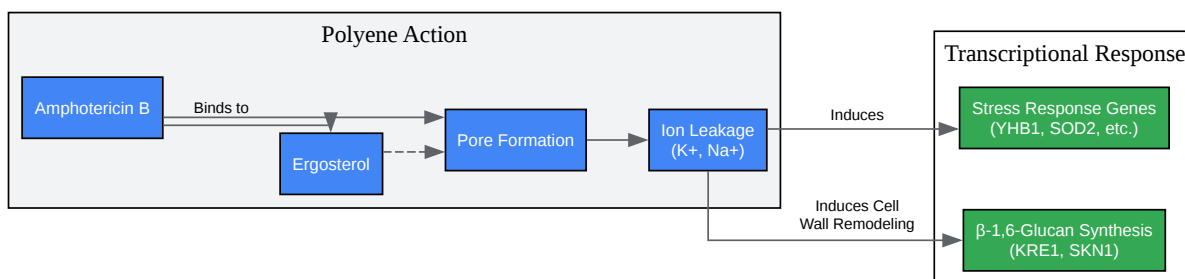 Polyene Action
Transcriptional Response
Amphotericin B
Binds to
Ergosterol
Pore Formation
Ion Leakage
(K+, Na+)
Induces
Stress Response Genes
(YHB1, SOD2, etc.)
Induces Cell
Wall Remodeling
β-1,6-Glucan Synthesis
(KRE1, SKN1)